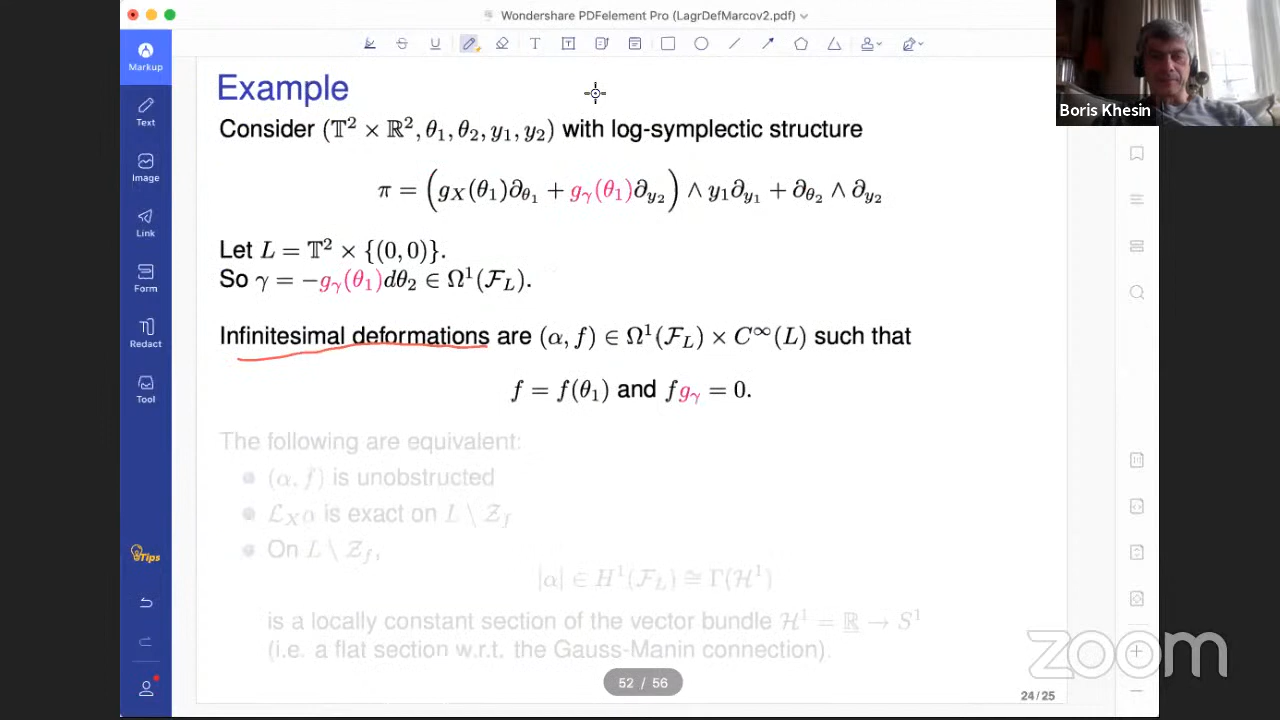 Wondershare PDFelement Pro (LagrDefMarcov2.pdf)
Markup
Text
Image
Link
Form
Redact
Tool
Tips
Boris Khesin
Example
Consider (𝕋² × ℝ², θ₁, θ₂, y₁, y₂) with log-symplectic structure
π = (g_X(θ₁)∂_{θ₁} + g_γ(θ₁)∂_{y₂}) ∧ y₁∂_{y₁} + ∂_{θ₂} ∧ ∂_{y₂}
Let L = 𝕋² × {(0, 0)}.
So γ = −g_γ(θ₁)dθ₂ ∈ Ω¹(ℱ_L).
Infinitesimal deformations are (α, f) ∈ Ω¹(ℱ_L) × C^∞(L) such that
f = f(θ₁) and fg_γ = 0.
The following are equivalent:
(α, f) is unobstructed
ℒ_Xα is exact on L \ 𝒵_f
On L \ 𝒵_f,
[α] ∈ H¹(ℱ_L) ≅ Γ(ℋ¹)
is a locally constant section of the vector bundle ℋ¹ = ℝ → S¹
(i.e. a flat section w.r.t. the Gauss-Manin connection).
52 / 56
24/25
zoom